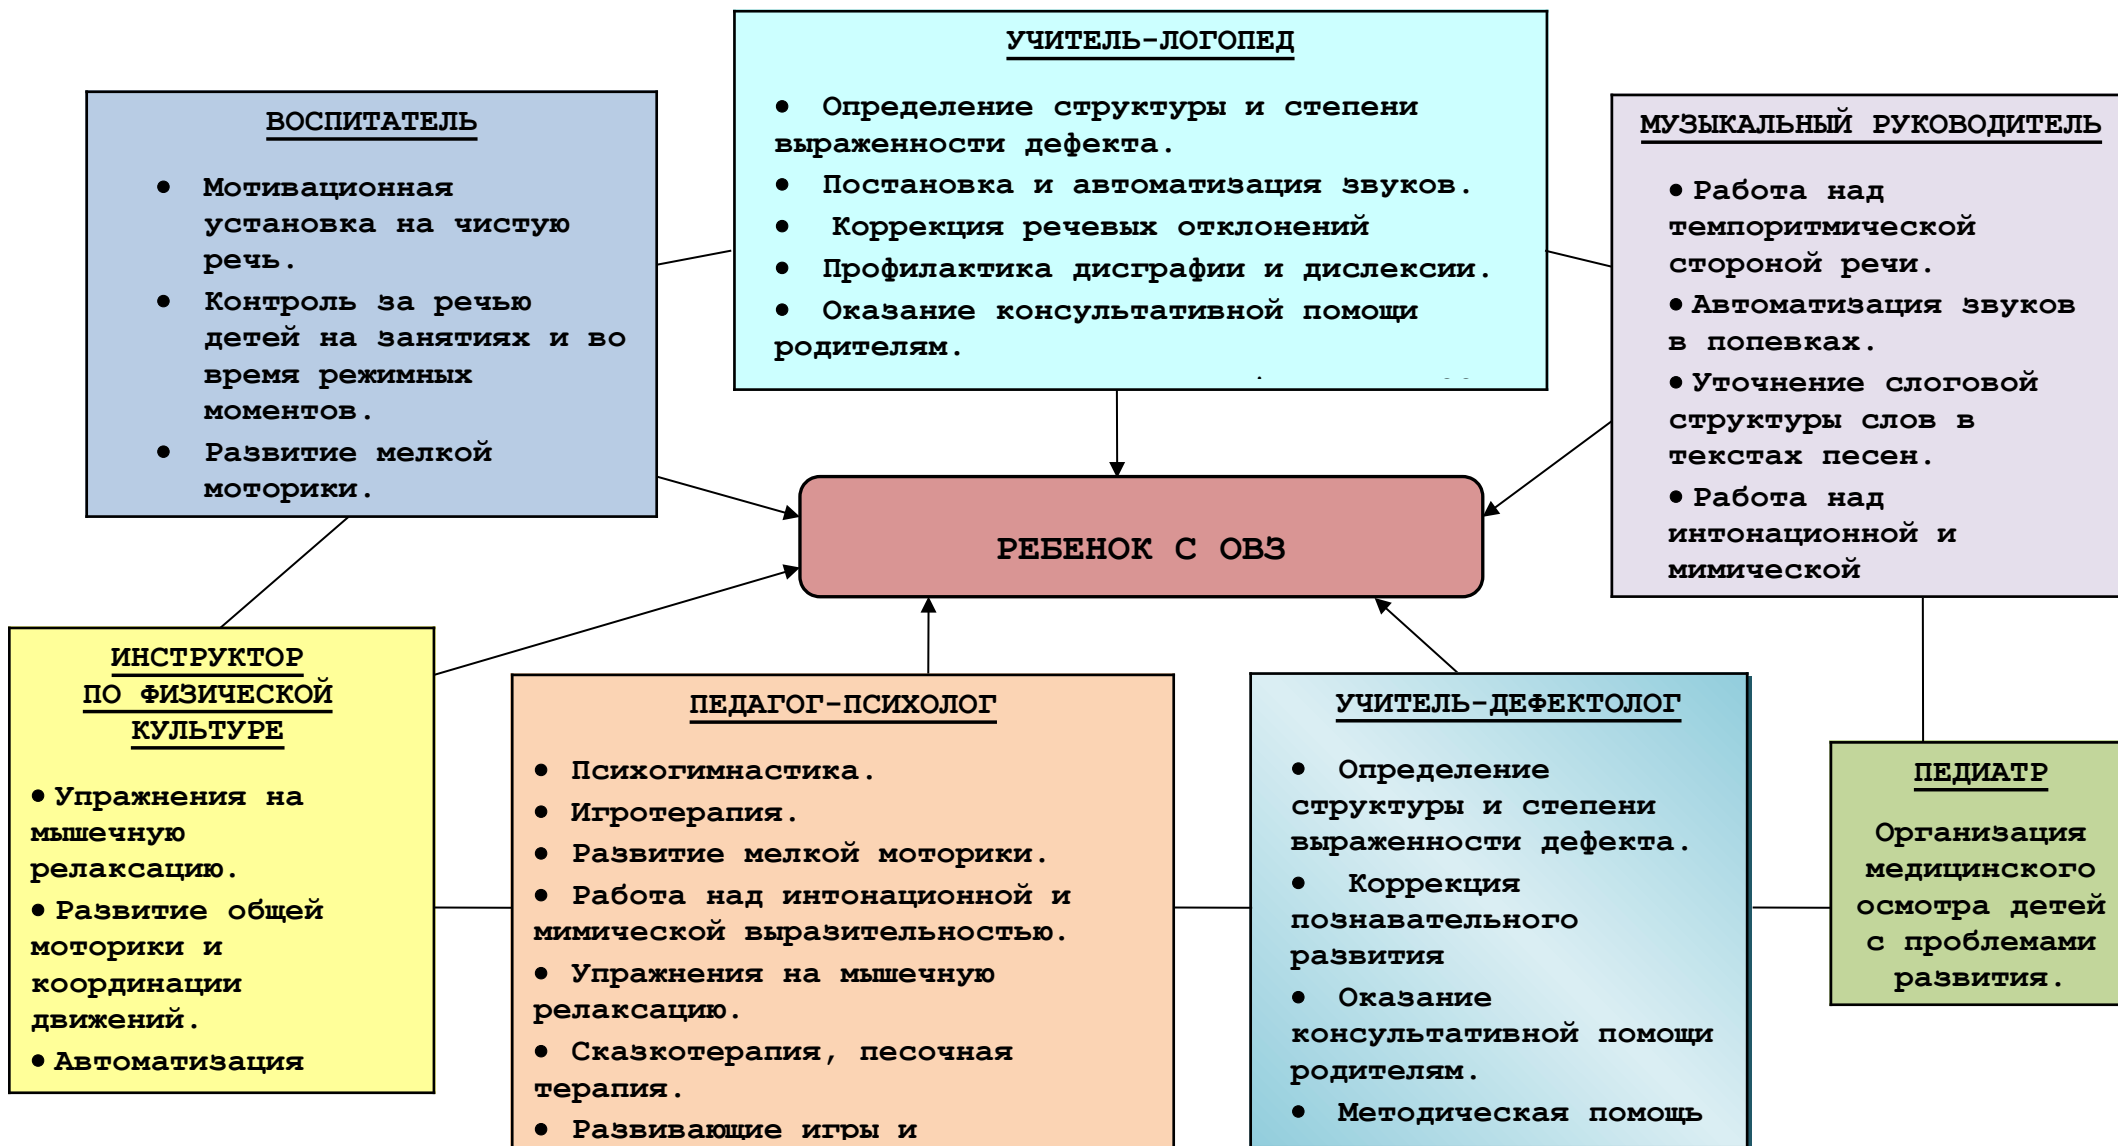 УЧИТЕЛЬ-ЛОГОПЕД
• Определение структуры и степени
выраженности дефекта.
• Постановка и автоматизация звуков.
• Коррекция речевых отклонений
• Профилактика дисграфии и дислексии.
• Оказание консультативной помощи
родителям.
ВОСПИТАТЕЛЬ
• Мотивационная
установка на чистую
речь.
• Контроль за речью
детей на занятиях и во
время режимных
моментов.
• Развитие мелкой
моторики.
МУЗЫКАЛЬНЫЙ РУКОВОДИТЕЛЬ
• Работа над
темпоритмической
стороной речи.
• Автоматизация звуков
в попевках.
• Уточнение слоговой
структуры слов в
текстах песен.
• Работа над
интонационной и
мимической
РЕБЕНОК С ОВЗ
ИНСТРУКТОР
ПО ФИЗИЧЕСКОЙ
КУЛЬТУРЕ
• Упражнения на
мышечную
релаксацию.
• Развитие общей
моторики и
координации
движений.
• Автоматизация
ПЕДАГОГ-ПСИХОЛОГ
• Психогимнастика.
• Игротерапия.
• Развитие мелкой моторики.
• Работа над интонационной и
мимической выразительностью.
• Упражнения на мышечную
релаксацию.
• Сказкотерапия, песочная
терапия.
• Развивающие игры и
УЧИТЕЛЬ-ДЕФЕКТОЛОГ
• Определение
структуры и степени
выраженности дефекта.
• Коррекция
познавательного
развития
• Оказание
консультативной помощи
родителям.
• Методическая помощь
ПЕДИАТР
Организация
медицинского
осмотра детей
с проблемами
развития.